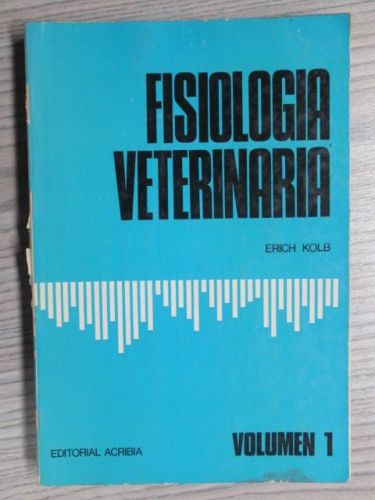 FISIOLOGIA
VETERINARIA
ERICH KOLB
EDITORIAL ACRIBIA
VOLUMEN 1